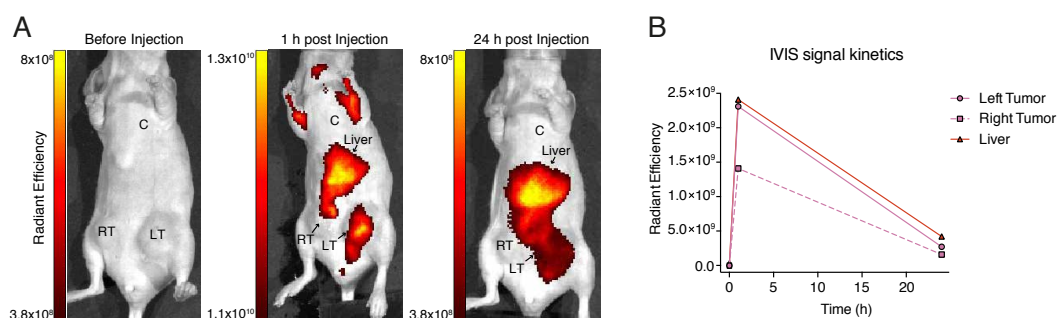 A
Before Injection
1 h post Injection
24 h post Injection
Radiant Efficiency
8x10⁸
3.8x10⁸
C
RT
LT
1.3x10¹⁰
1.1x10¹⁰
C
Liver
RT
LT
8x10⁸
3.8x10⁸
C
Liver
RT
LT
B
IVIS signal kinetics
Radiant Efficiency
2.5×10⁹
2.0×10⁹
1.5×10⁹
1.0×10⁹
5.0×10⁹
0.0
0
5
10
15
20
Time (h)
Left Tumor
Right Tumor
Liver